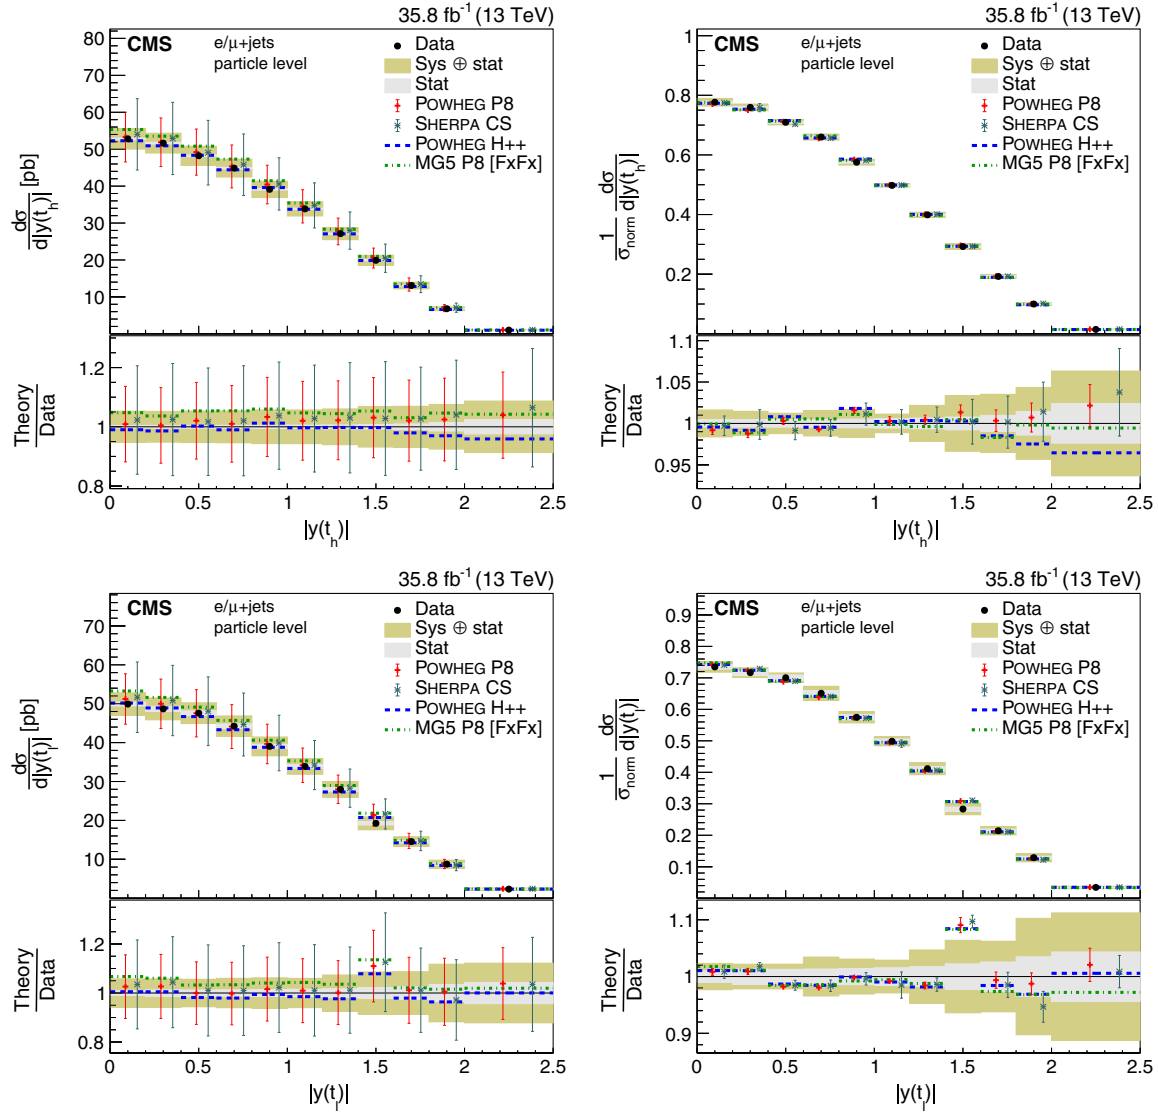 35.8 fb⁻¹ (13 TeV)
CMS
e/μ+jets
particle level
Data
Sys ⊕ stat
Stat
POWHEG P8
SHERPA CS
POWHEG H++
MG5 P8 [FxFx]
dσ
d|y(t_h)| [pb]
80
70
60
50
40
30
20
10
Theory
Data
1.2
1
0.8
0 0.5 1 1.5 2 2.5
|y(t_h)|
35.8 fb⁻¹ (13 TeV)
CMS
e/μ+jets
particle level
Data
Sys ⊕ stat
Stat
POWHEG P8
SHERPA CS
POWHEG H++
MG5 P8 [FxFx]
1 dσ
σ_norm d|y(t_h)|
1
0.8
0.6
0.4
0.2
Theory
Data
1.1
1.05
1
0.95
0 0.5 1 1.5 2 2.5
|y(t_h)|
35.8 fb⁻¹ (13 TeV)
CMS
e/μ+jets
particle level
Data
Sys ⊕ stat
Stat
POWHEG P8
SHERPA CS
POWHEG H++
MG5 P8 [FxFx]
dσ
d|y(t_l)| [pb]
70
60
50
40
30
20
10
Theory
Data
1.2
1
0.8
0 0.5 1 1.5 2 2.5
|y(t_l)|
35.8 fb⁻¹ (13 TeV)
CMS
e/μ+jets
particle level
Data
Sys ⊕ stat
Stat
POWHEG P8
SHERPA CS
POWHEG H++
MG5 P8 [FxFx]
1 dσ
σ_norm d|y(t_l)|
0.9
0.8
0.7
0.6
0.5
0.4
0.3
0.2
0.1
Theory
Data
1.1
1
0.9
0 0.5 1 1.5 2 2.5
|y(t_l)|